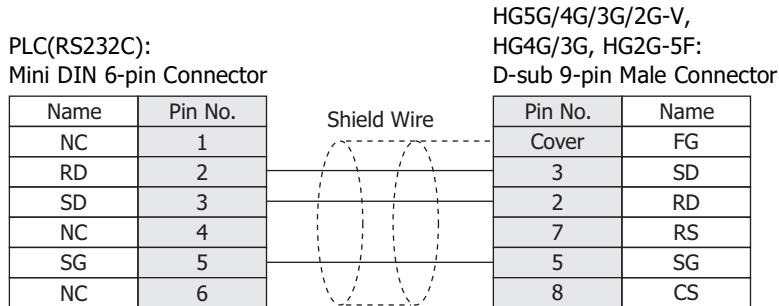 HG5G/4G/3G/2G-V,
PLC(RS232C): HG4G/3G, HG2G-5F:
Mini DIN 6-pin Connector D-sub 9-pin Male Connector
Name Pin No. Shield Wire Pin No. Name
NC 1 Cover FG
RD 2 3 SD
SD 3 2 RD
NC 4 7 RS
SG 5 5 SG
NC 6 8 CS